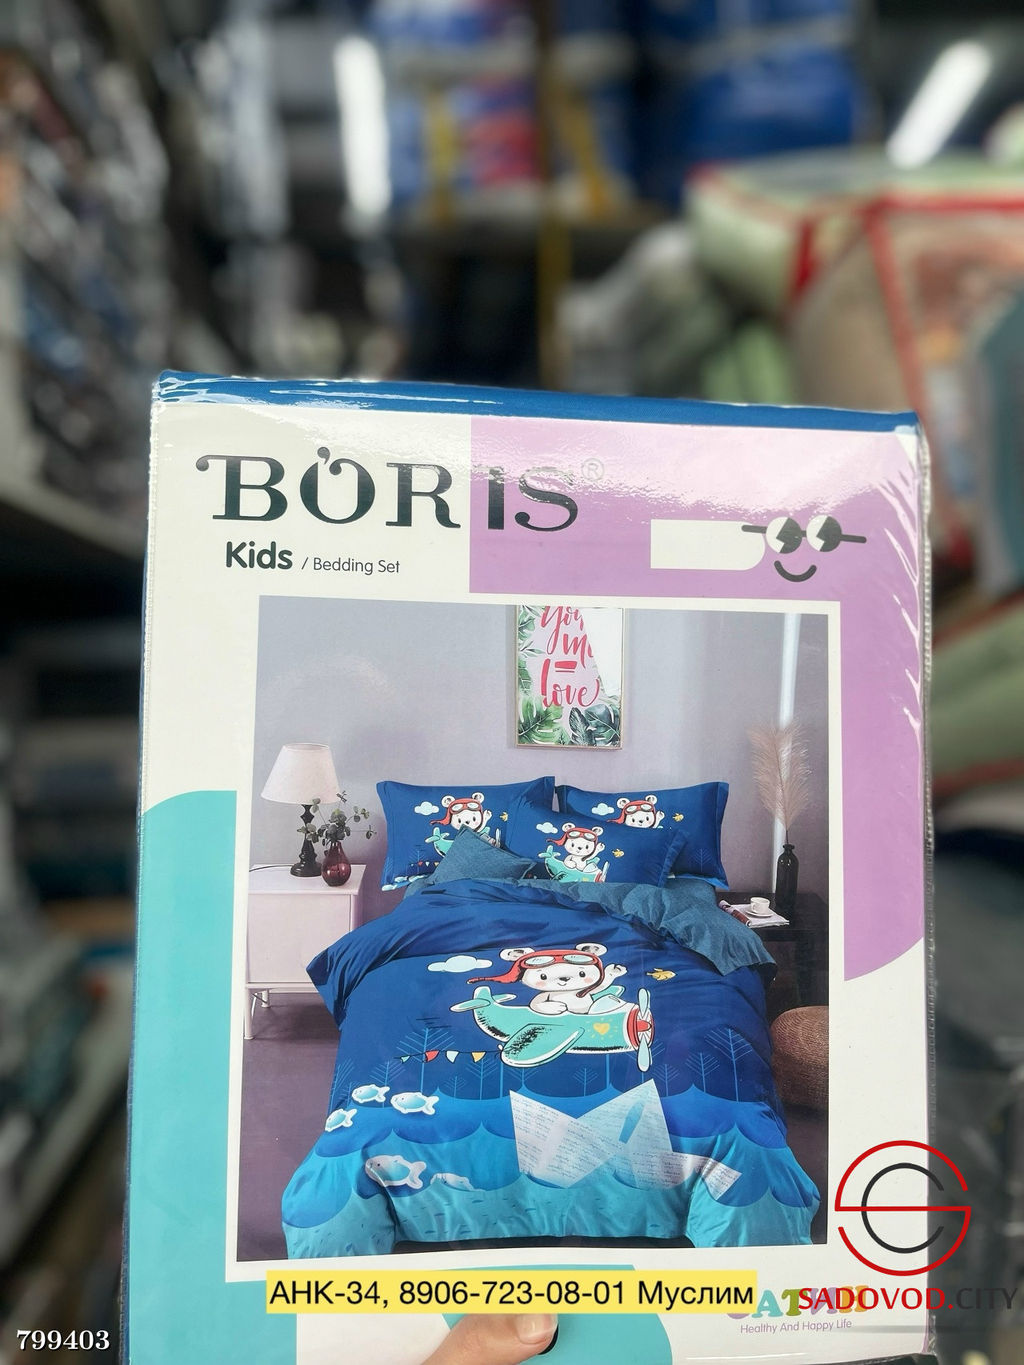 BORIS®
Kids / Bedding Set
You
me
=
love
АНК-34, 8906-723-08-01 Муслим
САТИН
Healthy And Happy Life
SADOVOD.CITY
799403